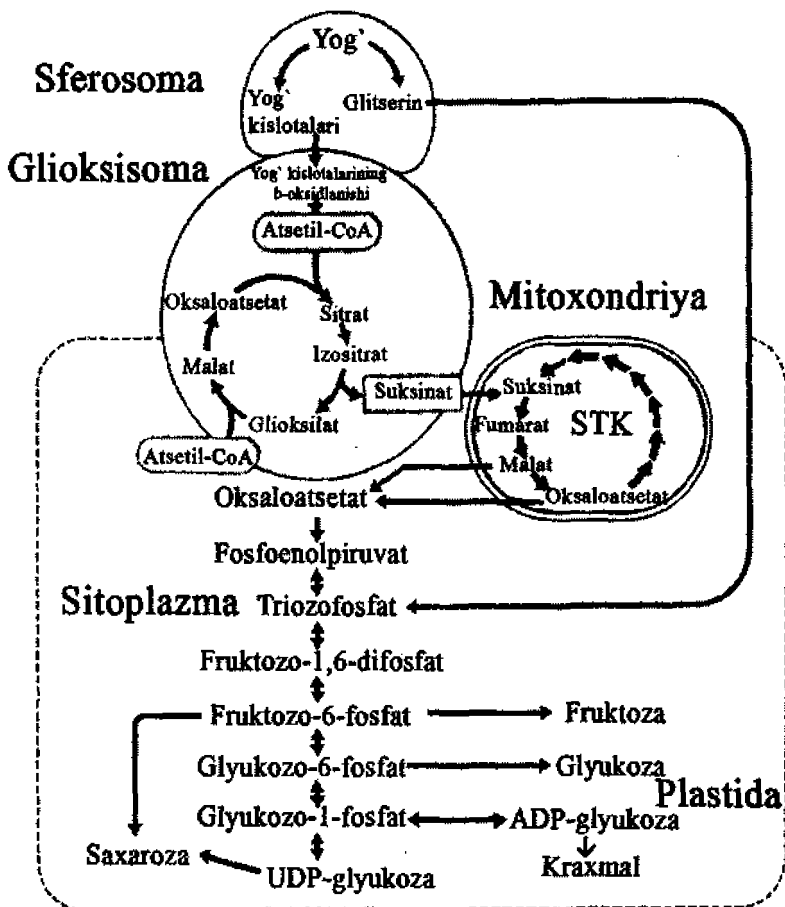 Yog`
Sferosoma
Yog`
kislotalari
Glitserin
Glioksisoma
Yog` kislotalarining
b-oksidlanishi
Atsetil-CoA
Mitoxondriya
Oksaloatsetat
Sitrat
Izositrat
Malat
Suksinat
Suksinat
STK
Glioksilat
Fumarat
Atsetil-CoA
Malat
Oksaloatsetat
Oksaloatsetat
Fosfoenolpiruvat
Sitoplazma
Triozofosfat
Fruktozo-1,6-difosfat
Fruktozo-6-fosfat
Fruktoza
Glyukozo-6-fosfat
Glyukoza
Plastida
Glyukozo-1-fosfat
ADP-glyukoza
Saxaroza
UDP-glyukoza
Kraxmal